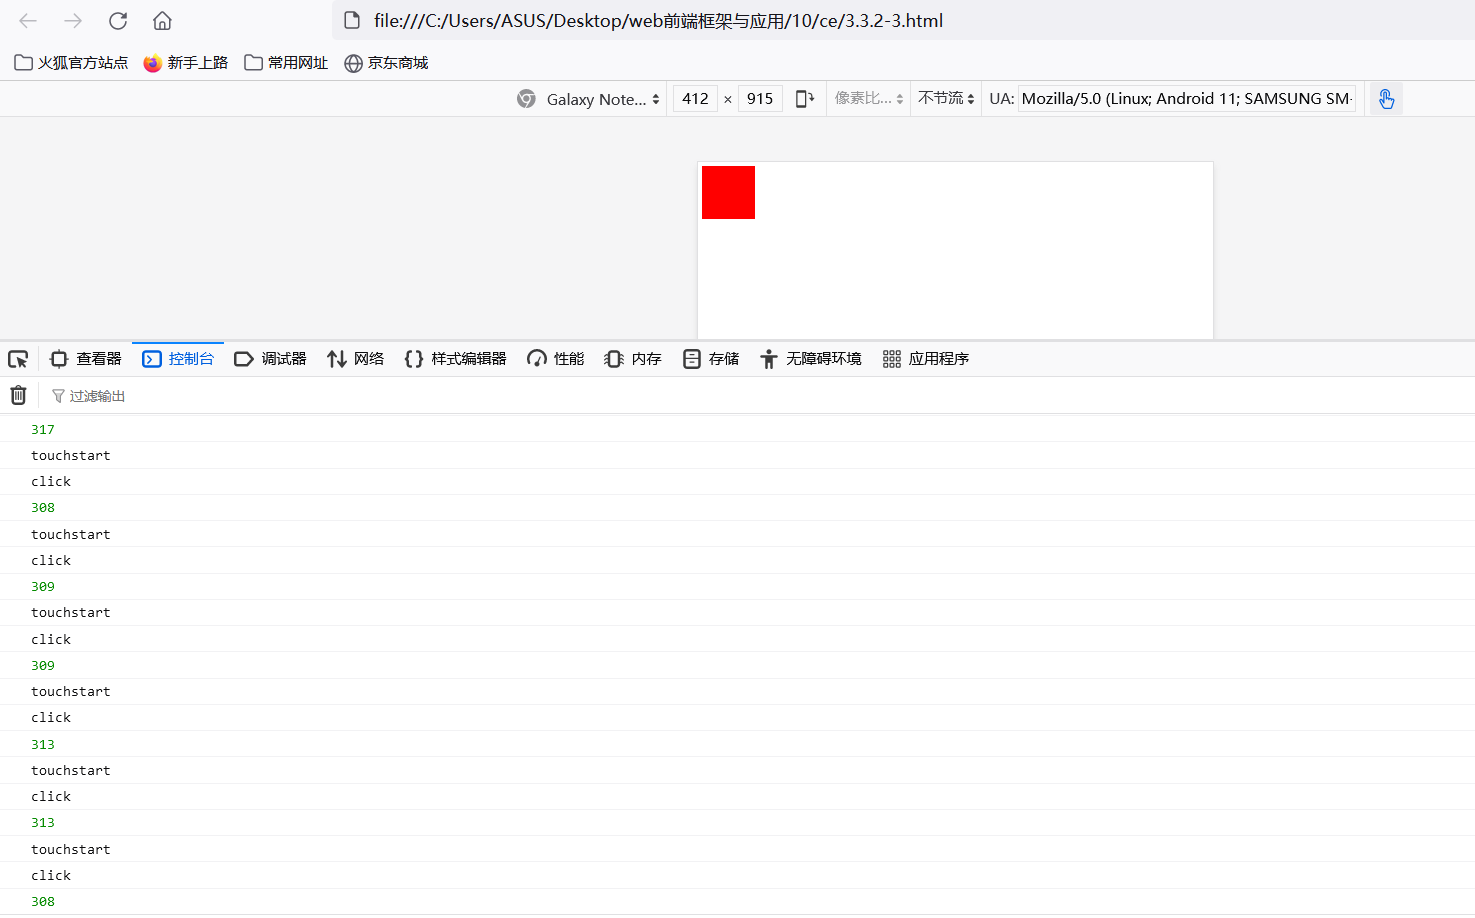 file:///C:/Users/ASUS/Desktop/web前端框架与应用/10/ce/3.3.2-3.html
火狐官方站点 新手上路 常用网址 京东商城
Galaxy Note... 412 × 915 像素比... 不节流 UA: Mozilla/5.0 (Linux; Android 11; SAMSUNG SM-
查看器 控制台 调试器 网络 样式编辑器 性能 内存 存储 无障碍环境 应用程序
过滤输出
317
touchstart
click
308
touchstart
click
309
touchstart
click
309
touchstart
click
313
touchstart
click
313
touchstart
click
308